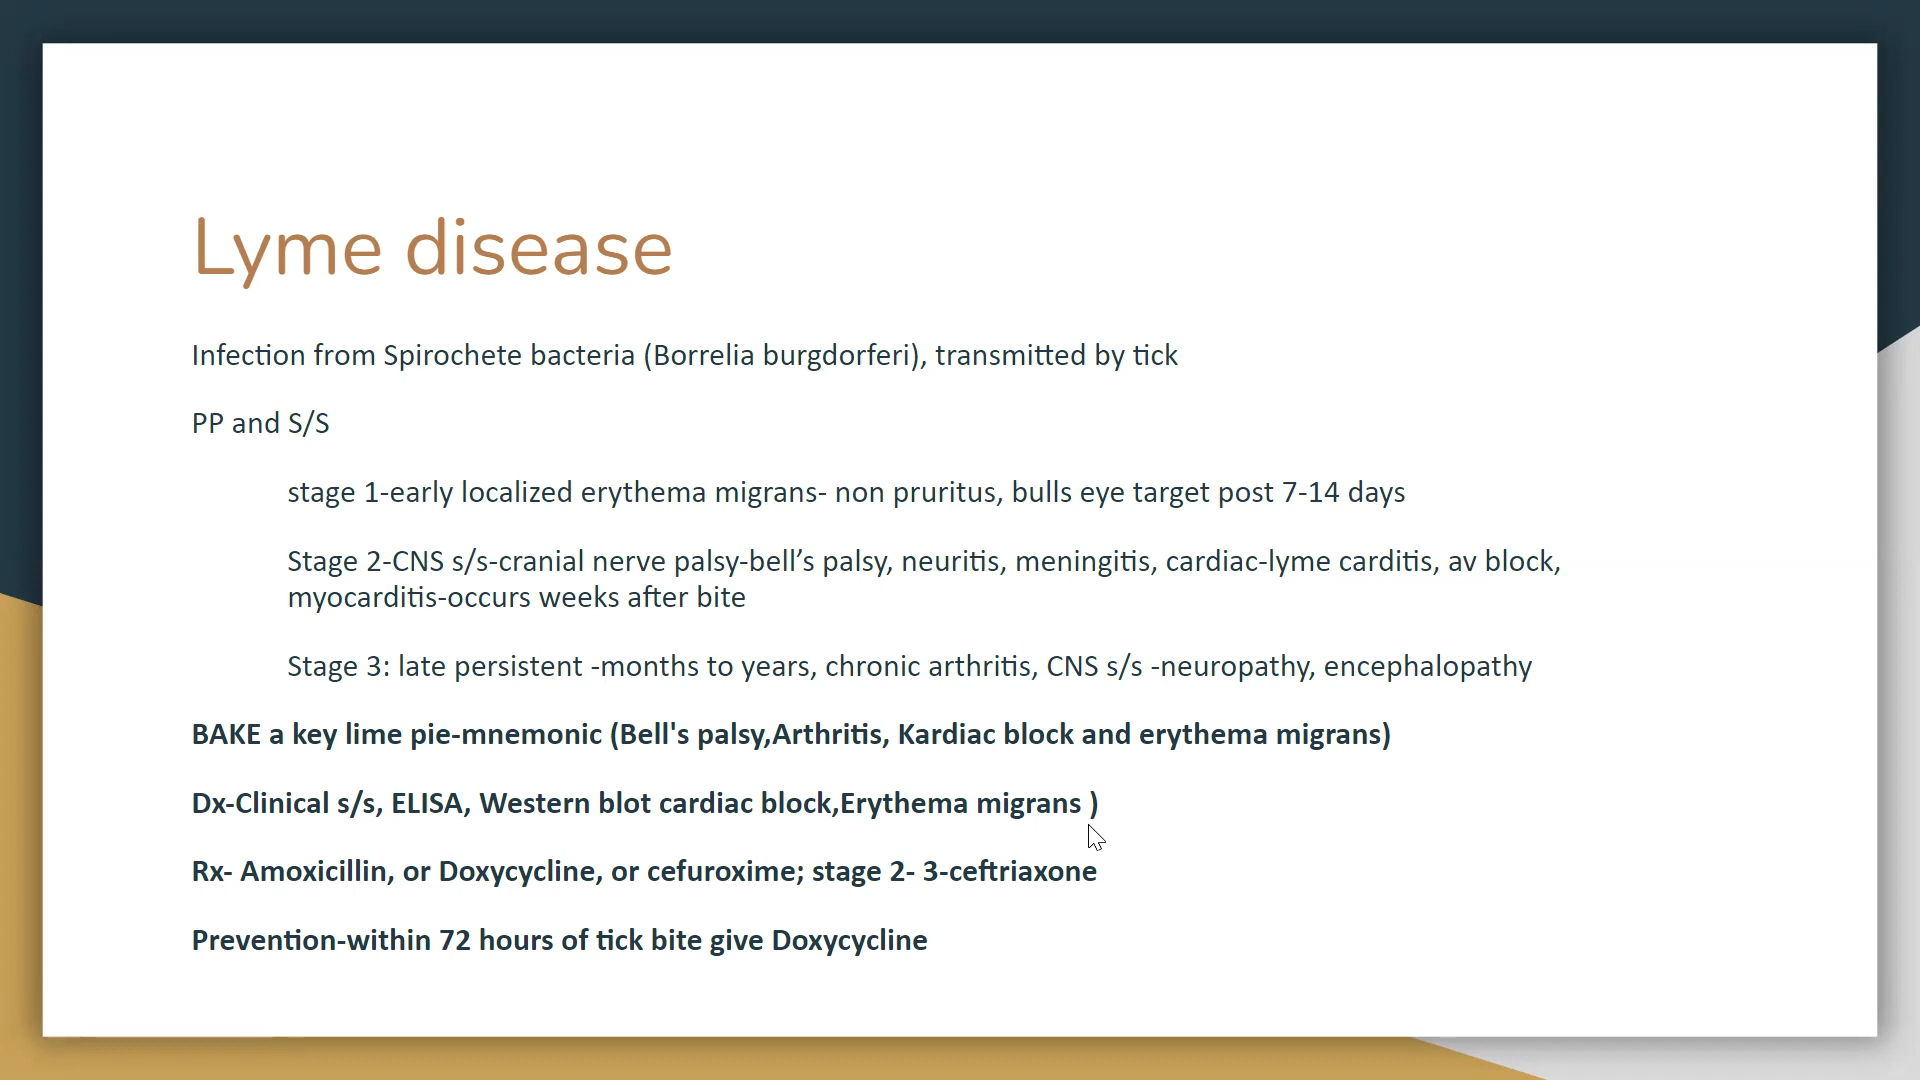 Lyme disease
Infection from Spirochete bacteria (Borrelia burgdorferi), transmitted by tick
PP and S/S
stage 1-early localized erythema migrans- non pruritus, bulls eye target post 7-14 days
Stage 2-CNS s/s-cranial nerve palsy-bell’s palsy, neuritis, meningitis, cardiac-lyme carditis, av block,
myocarditis-occurs weeks after bite
Stage 3: late persistent -months to years, chronic arthritis, CNS s/s -neuropathy, encephalopathy
BAKE a key lime pie-mnemonic (Bell's palsy,Arthritis, Kardiac block and erythema migrans)
Dx-Clinical s/s, ELISA, Western blot cardiac block,Erythema migrans )
Rx- Amoxicillin, or Doxycycline, or cefuroxime; stage 2- 3-ceftriaxone
Prevention-within 72 hours of tick bite give Doxycycline